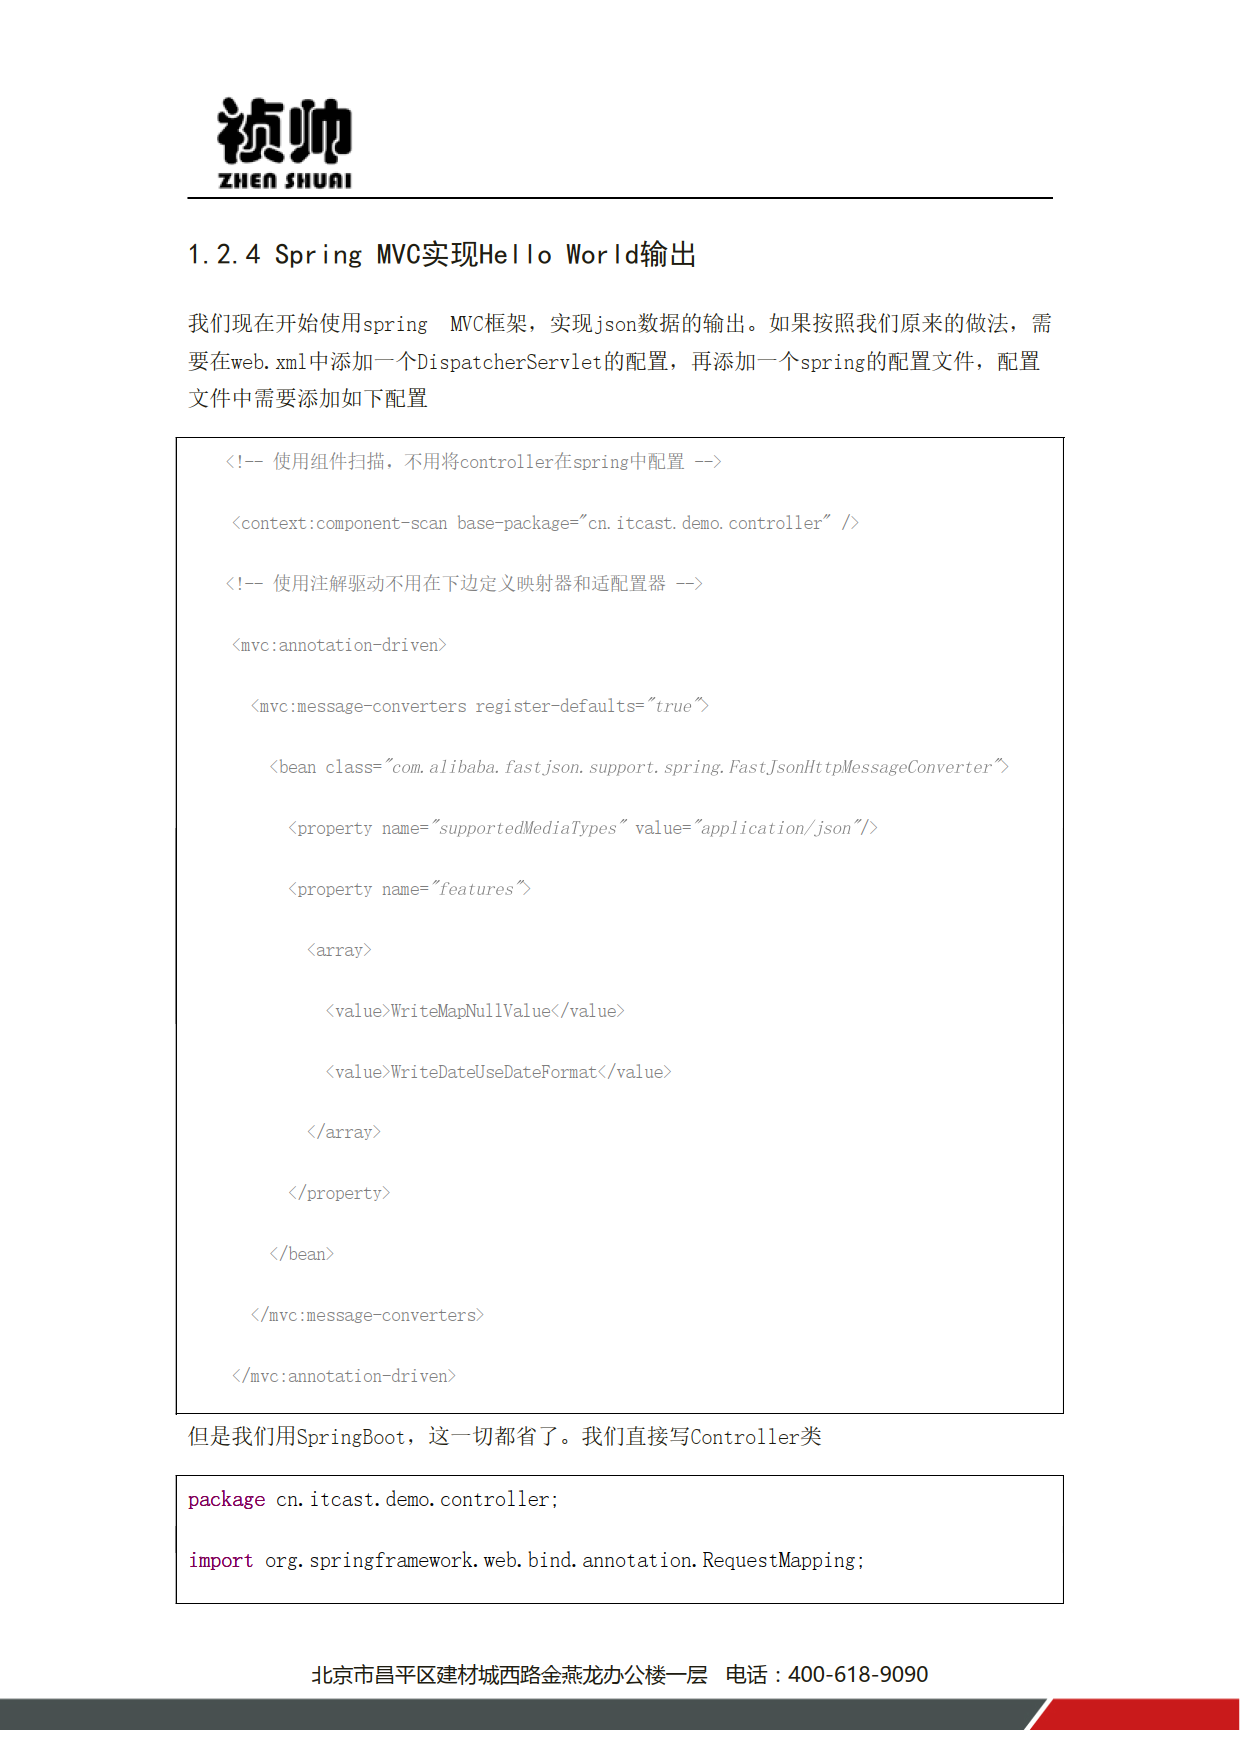 祯帅
ZHEN SHUAI
1.2.4 Spring MVC实现Hello World输出
我们现在开始使用spring  MVC框架，实现json数据的输出。如果按照我们原来的做法，需
要在web.xml中添加一个DispatcherServlet的配置，再添加一个spring的配置文件，配置
文件中需要添加如下配置
<!-- 使用组件扫描，不用将controller在spring中配置 -->
<context:component-scan base-package="cn.itcast.demo.controller" />
<!-- 使用注解驱动不用在下边定义映射器和适配置器 -->
<mvc:annotation-driven>
<mvc:message-converters register-defaults="true">
<bean class="com.alibaba.fastjson.support.spring.FastJsonHttpMessageConverter">
<property name="supportedMediaTypes" value="application/json"/>
<property name="features">
<array>
<value>WriteMapNullValue</value>
<value>WriteDateUseDateFormat</value>
</array>
</property>
</bean>
</mvc:message-converters>
</mvc:annotation-driven>
但是我们用SpringBoot，这一切都省了。我们直接写Controller类
package cn.itcast.demo.controller;
import org.springframework.web.bind.annotation.RequestMapping;
北京市昌平区建材城西路金燕龙办公楼一层   电话：400-618-9090